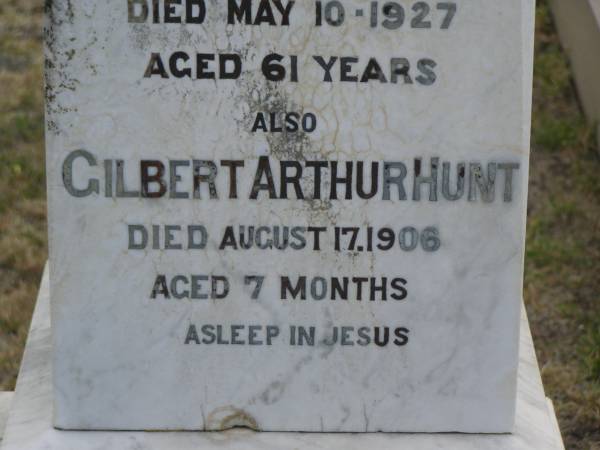 DIED MAY 10-1927
AGED 61 YEARS
ALSO
GILBERT ARTHUR HUNT
DIED AUGUST 17.1906
AGED 7 MONTHS
ASLEEP IN JESUS